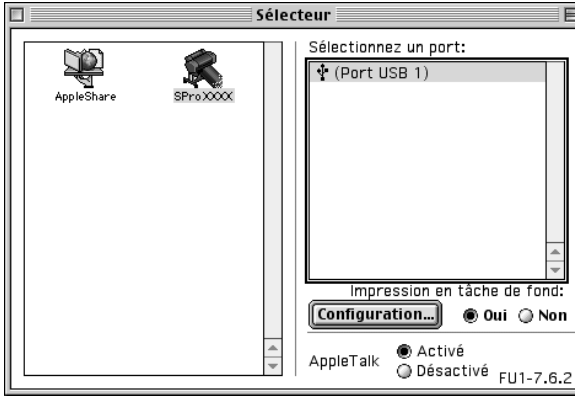 Sélecteur
AppleShare
SPro XXXX
Sélectionnez un port:
(Port USB 1)
Impression en tâche de fond:
Configuration... Oui Non
AppleTalk
Activé
Désactivé
FU1-7.6.2